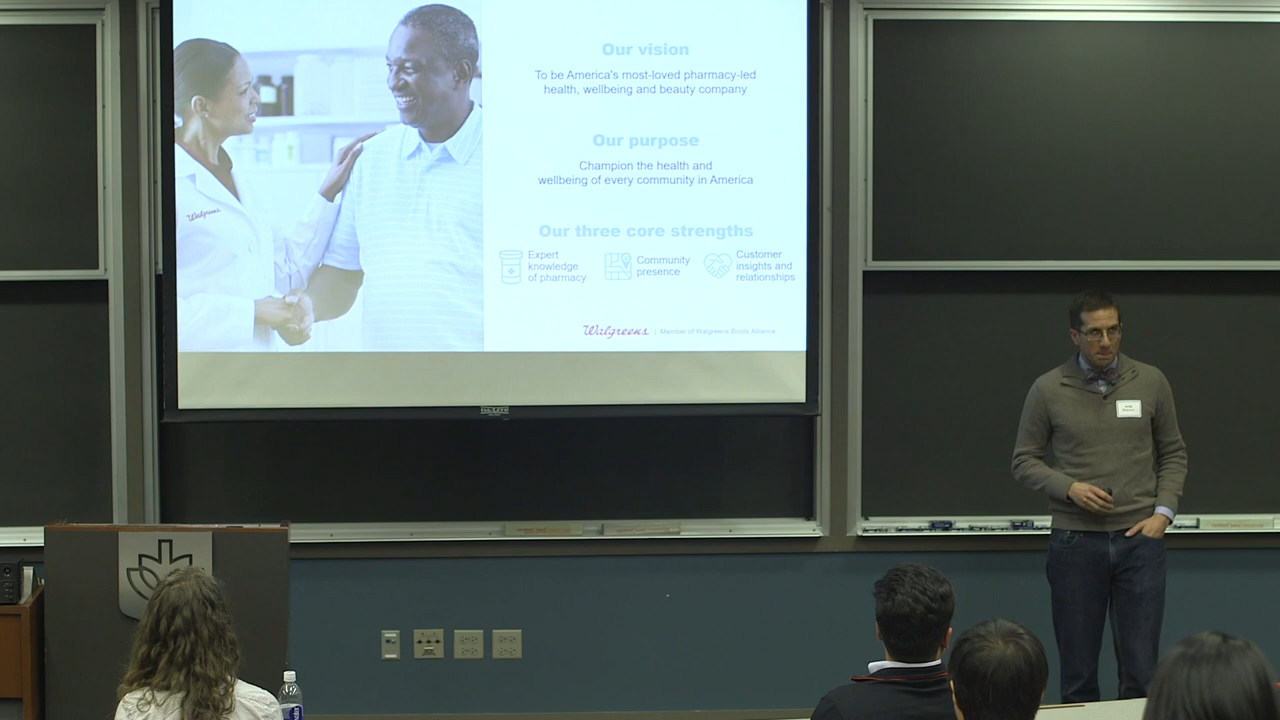 Our vision
To be America's most-loved pharmacy-led
health, wellbeing and beauty company
Our purpose
Champion the health and
wellbeing of every community in America
Our three core strengths
Expert
knowledge
of pharmacy
Community
presence
Customer
insights and
relationships
Walgreens
Walgreens | Member of Walgreens Boots Alliance